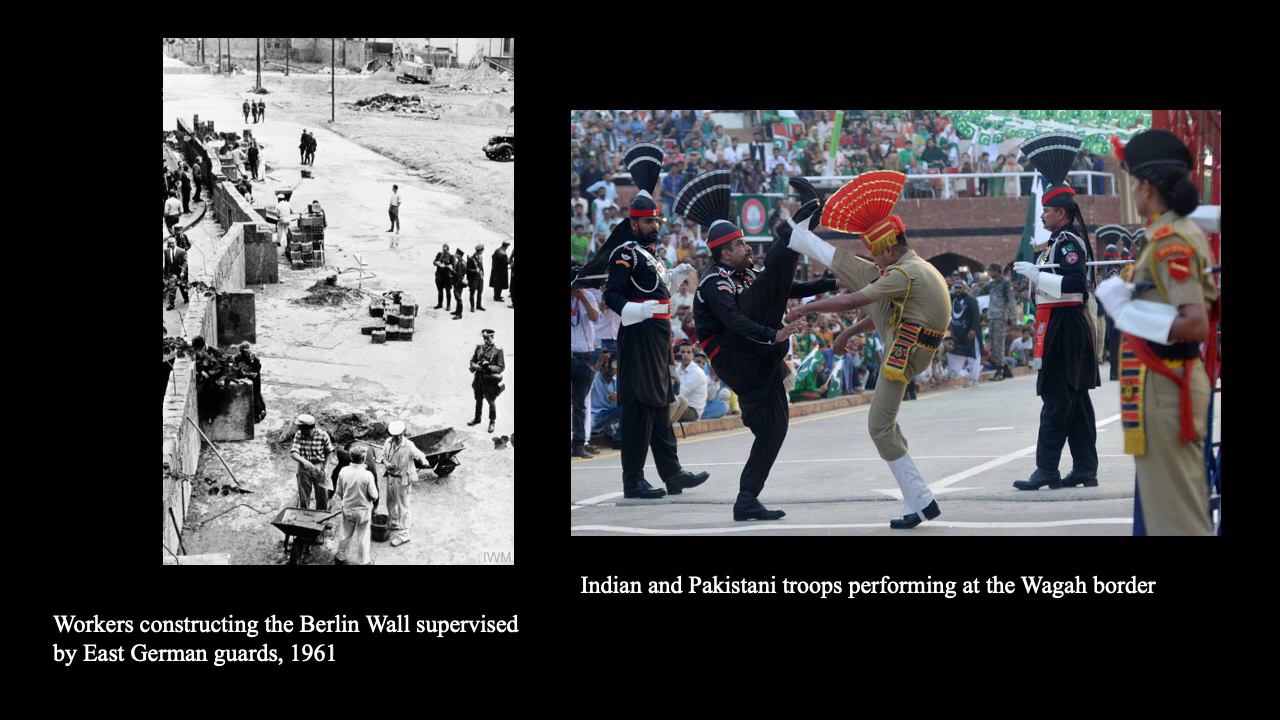 IWM
Indian and Pakistani troops performing at the Wagah border
Workers constructing the Berlin Wall supervised
by East German guards, 1961